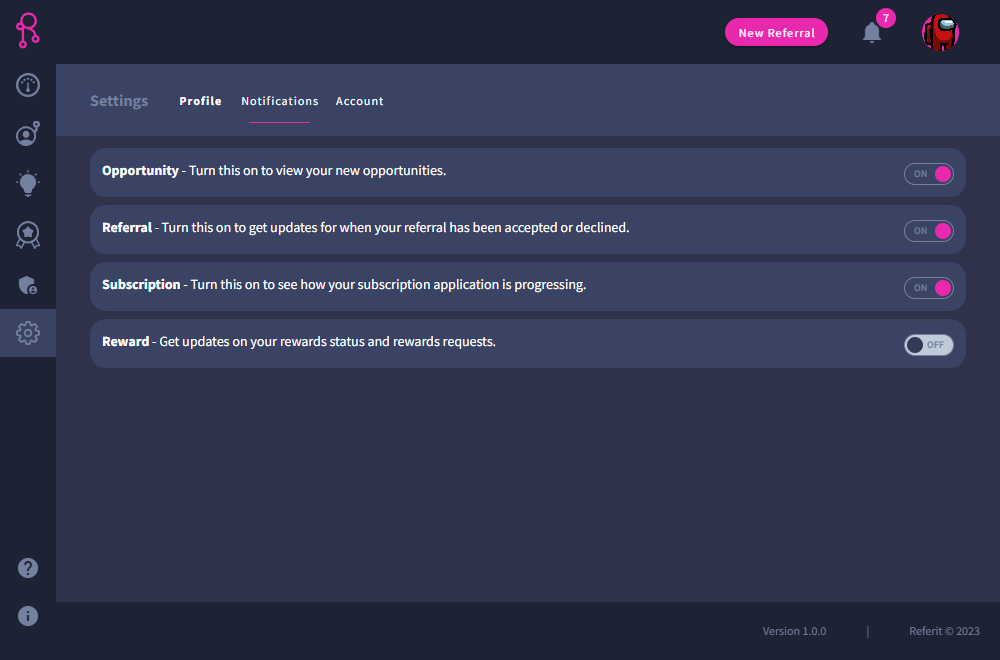 New Referral
7
Settings Profile Notifications Account
Opportunity - Turn this on to view your new opportunities.
ON
Referral - Turn this on to get updates for when your referral has been accepted or declined.
ON
Subscription - Turn this on to see how your subscription application is progressing.
ON
Reward - Get updates on your rewards status and rewards requests.
OFF
Version 1.0.0 | Referit © 2023